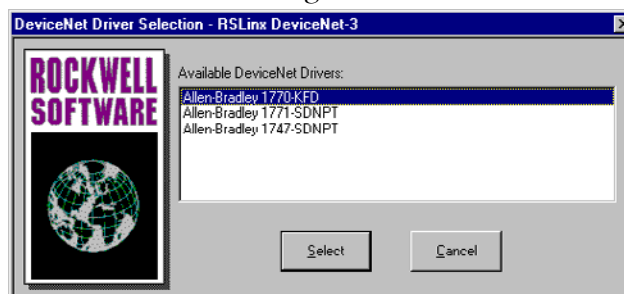 DeviceNet Driver Selection - RSLinx DeviceNet-3
ROCKWELL
SOFTWARE
Available DeviceNet Drivers:
Allen-Bradley 1770-KFD
Allen-Bradley 1771-SDNPT
Allen-Bradley 1747-SDNPT
Select
Cancel